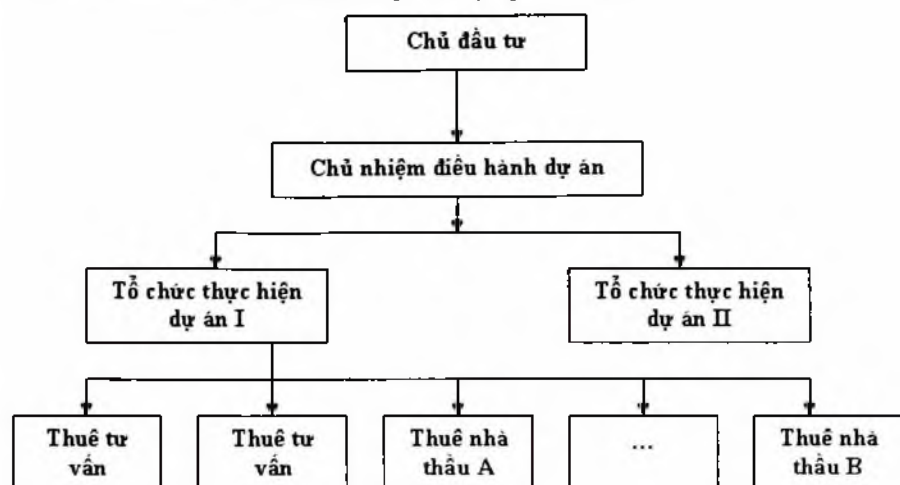 Chủ đầu tư
Chủ nhiệm điều hành dự án
Tổ chức thực hiện
dự án I
Tổ chức thực hiện
dự án II
Thuê tư
vấn
Thuê tư
vấn
Thuê nhà
thầu A
...
Thuê nhà
thầu B